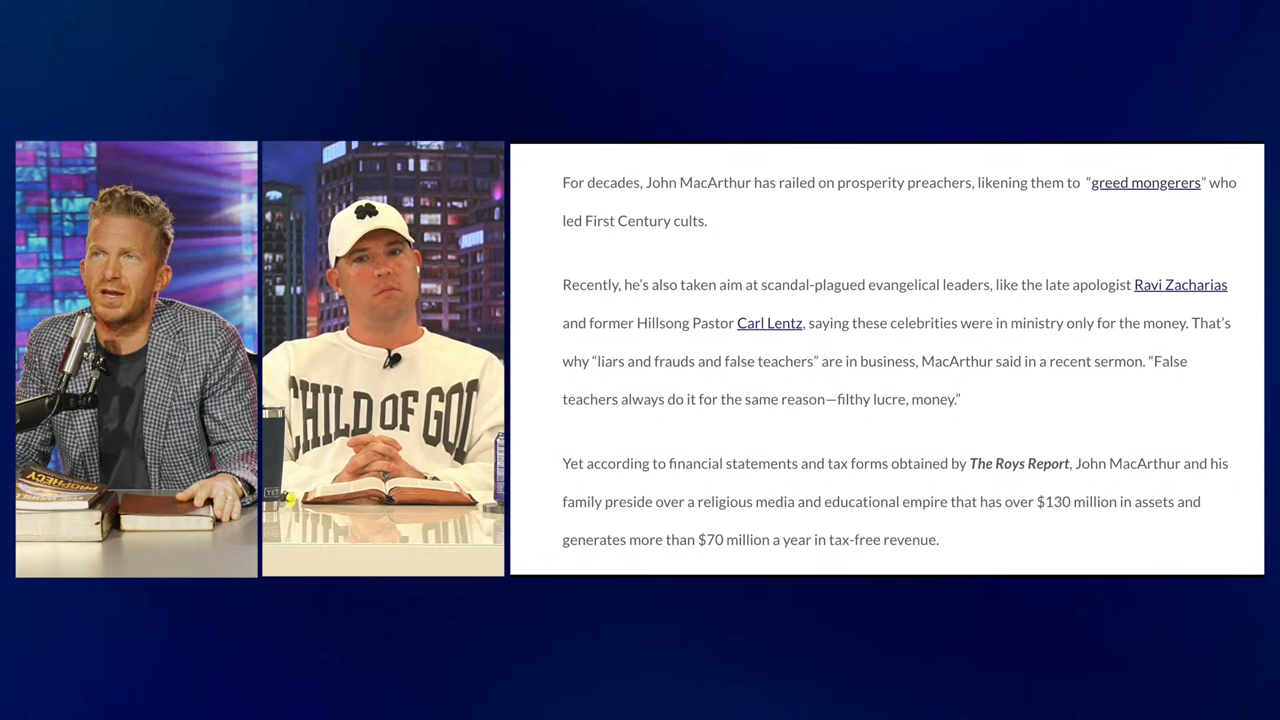 For decades, John MacArthur has railed on prosperity preachers, likening them to “greed mongerers” who
led First Century cults.
Recently, he’s also taken aim at scandal-plagued evangelical leaders, like the late apologist Ravi Zacharias
and former Hillsong Pastor Carl Lentz, saying these celebrities were in ministry only for the money. That’s
why “liars and frauds and false teachers” are in business, MacArthur said in a recent sermon. “False
teachers always do it for the same reason—filthy lucre, money.”
Yet according to financial statements and tax forms obtained by The Roys Report, John MacArthur and his
family preside over a religious media and educational empire that has over $130 million in assets and
generates more than $70 million a year in tax-free revenue.
CHILD OF GOD
YET
PROPHECY